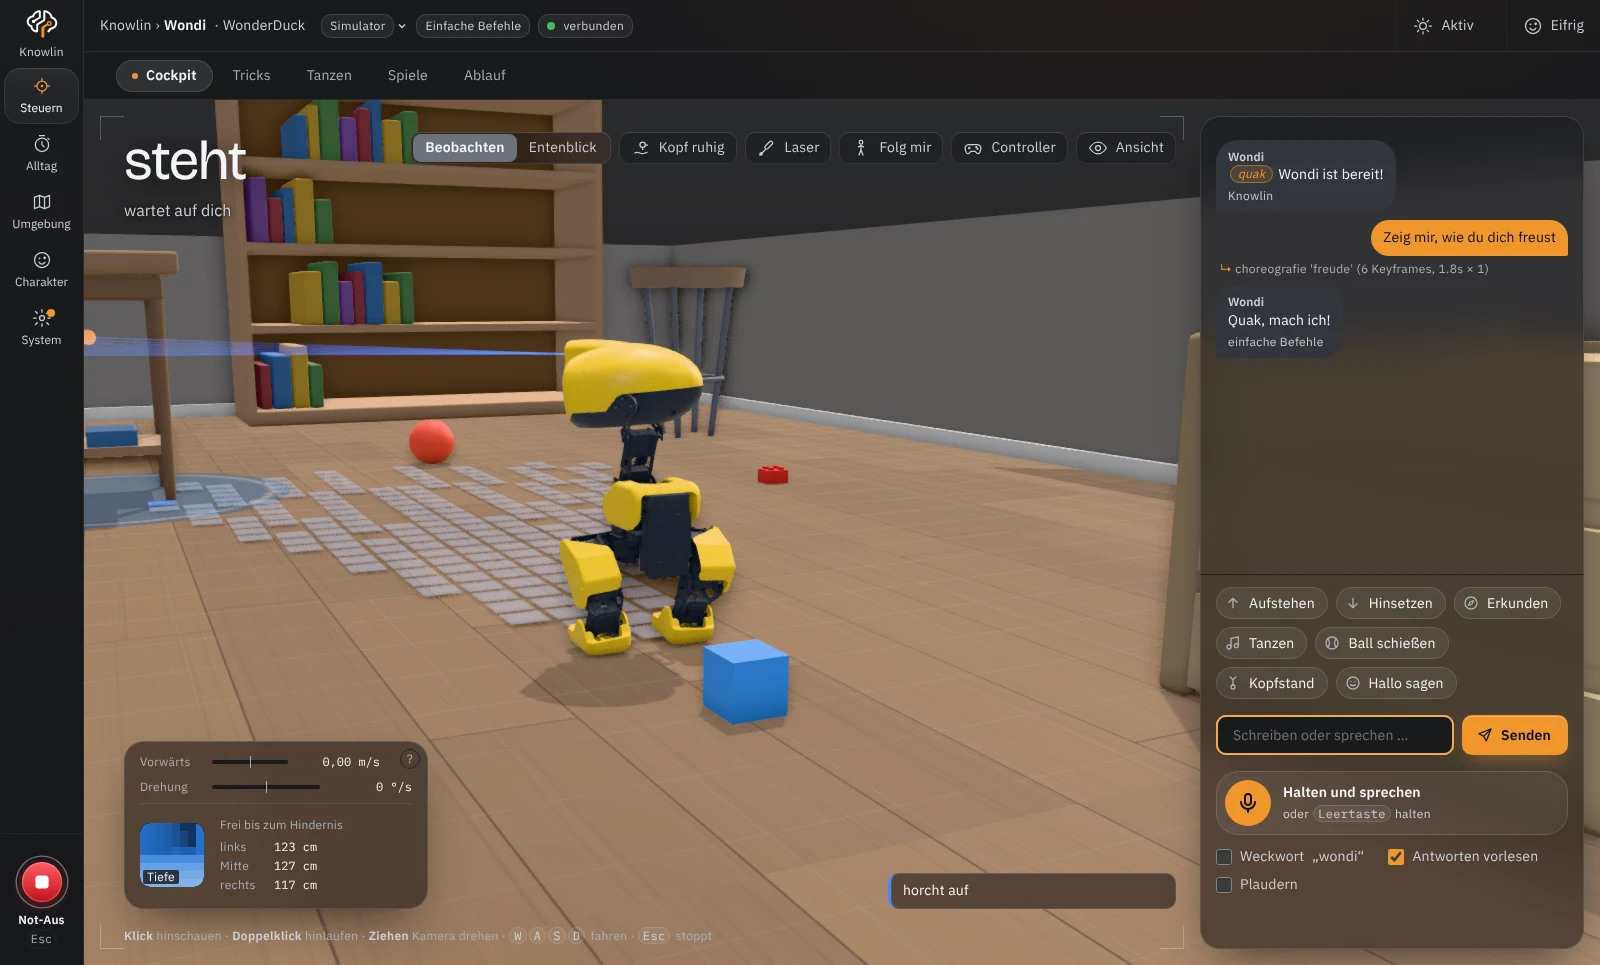 Knowlin
Knowlin › Wondi · WonderDuck
Simulator
Einfache Befehle
verbunden
Aktiv
Eifrig
Cockpit
Tricks
Tanzen
Spiele
Ablauf
Steuern
Alltag
Umgebung
Charakter
System
Not-Aus
Esc
steht
wartet auf dich
Beobachten
Entenblick
Kopf ruhig
Laser
Folg mir
Controller
Ansicht
Vorwärts 0,00 m/s
?
Drehung 0 °/s
Frei bis zum Hindernis
links 123 cm
Mitte 127 cm
rechts 117 cm
Tiefe
horcht auf
Klick hinschauen · Doppelklick hinlaufen · Ziehen Kamera drehen · W A S D fahren · Esc stoppt
Wondi
quak Wondi ist bereit!
Knowlin
Zeig mir, wie du dich freust
↳ choreografie 'freude' (6 Keyframes, 1.8s × 1)
Wondi
Quak, mach ich!
einfache Befehle
Aufstehen
Hinsetzen
Erkunden
Tanzen
Ball schießen
Kopfstand
Hallo sagen
Schreiben oder sprechen ...
Senden
Halten und sprechen
oder Leertaste halten
Weckwort „wondi“
Antworten vorlesen
Plaudern